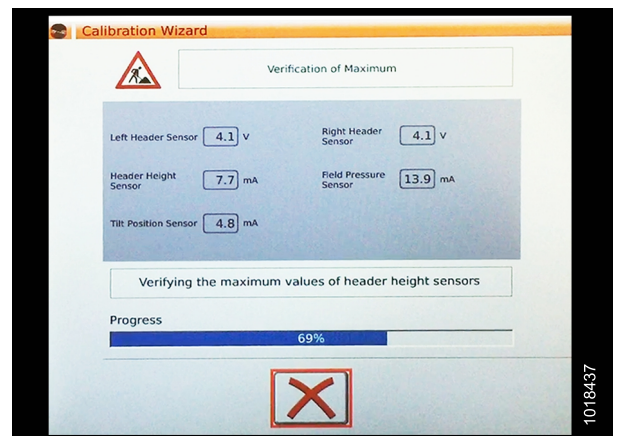 Calibration Wizard
Verification of Maximum
Left Header Sensor 4.1 V
Right Header
Sensor 4.1 V
Header Height
Sensor 7.7 mA
Field Pressure
Sensor 13.9 mA
Tilt Position Sensor 4.8 mA
Verifying the maximum values of header height sensors
Progress
69%
1018437